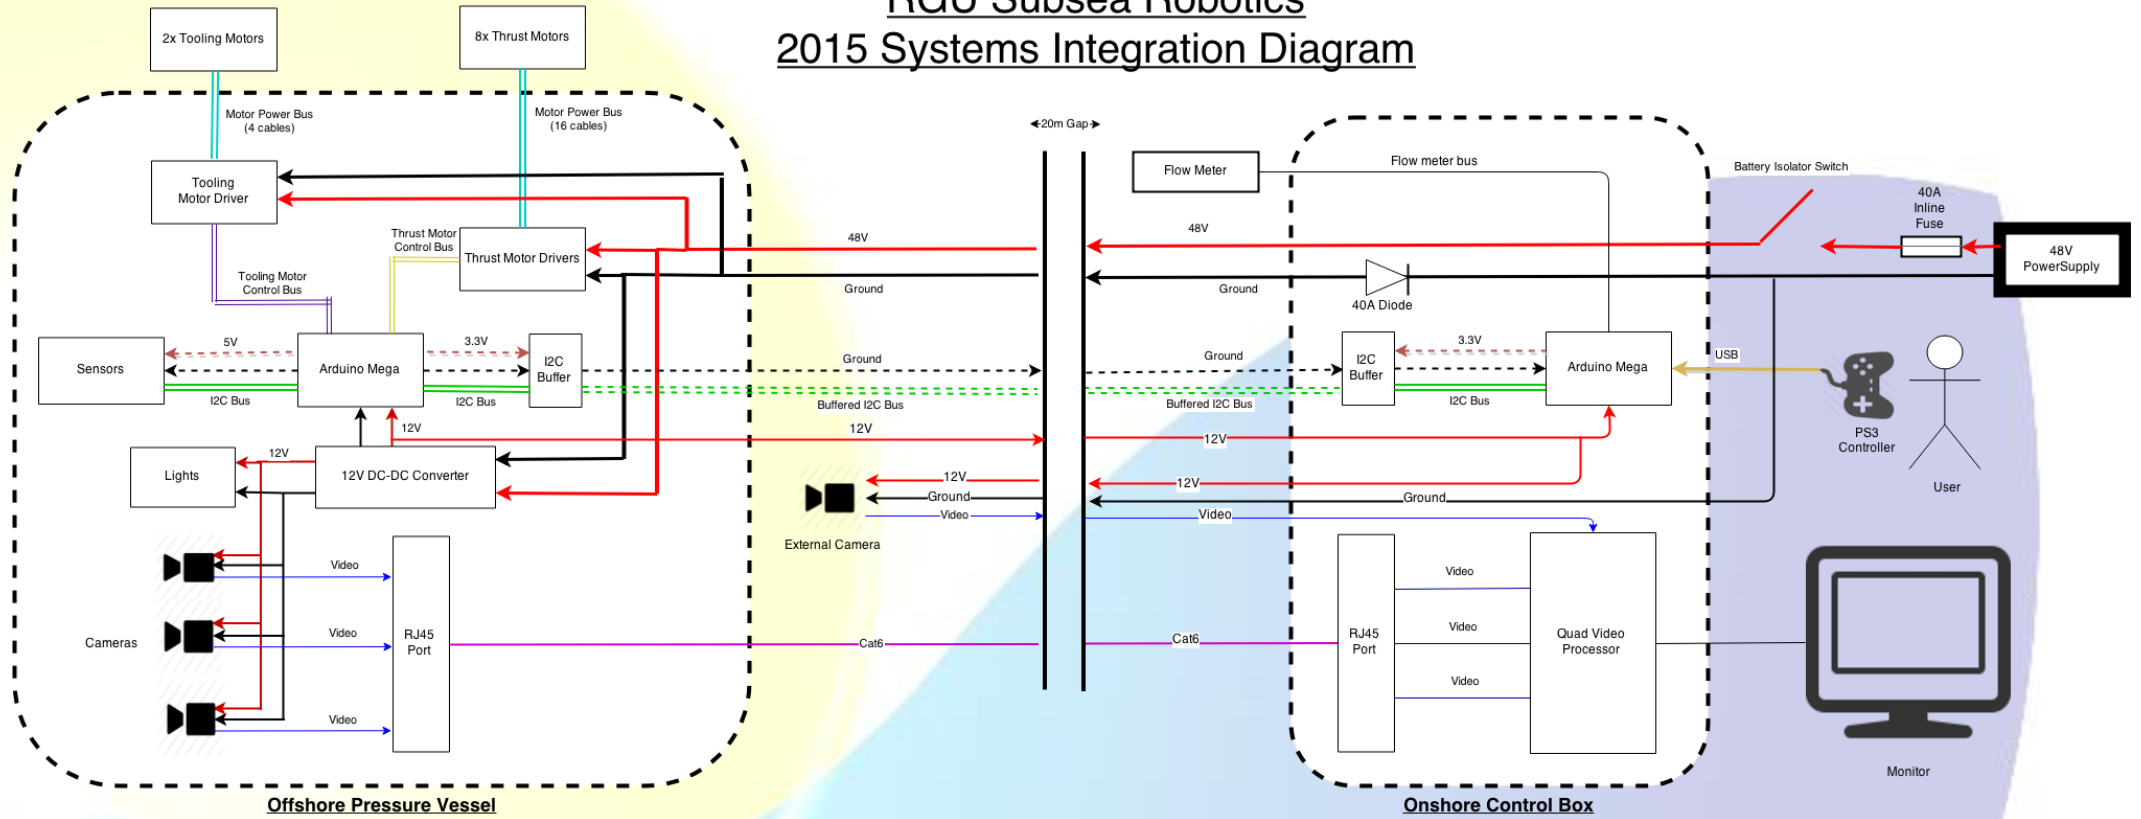 RGU Subsea Robotics
2015 Systems Integration Diagram
2x Tooling Motors
8x Thrust Motors
Motor Power Bus
(4 cables)
Motor Power Bus
(16 cables)
20m Gap
Flow Meter
Flow meter bus
Battery Isolator Switch
40A
Inline
Fuse
48V
PowerSupply
Tooling
Motor Driver
Thrust Motor
Control Bus
Thrust Motor Drivers
48V
48V
Ground
Ground
40A Diode
Tooling Motor
Control Bus
Sensors
5V
Arduino Mega
3.3V
I2C
Buffer
Ground
Ground
I2C
Buffer
3.3V
Arduino Mega
USB
I2C Bus
I2C Bus
Buffered I2C Bus
Buffered I2C Bus
I2C Bus
PS3
Controller
User
12V
12V
12V
Lights
12V
12V DC-DC Converter
12V
Ground
Video
External Camera
12V
Ground
Video
Cameras
Video
Video
Video
RJ45
Port
Cat6
Cat6
RJ45
Port
Video
Video
Video
Quad Video
Processor
Monitor
Offshore Pressure Vessel
Onshore Control Box